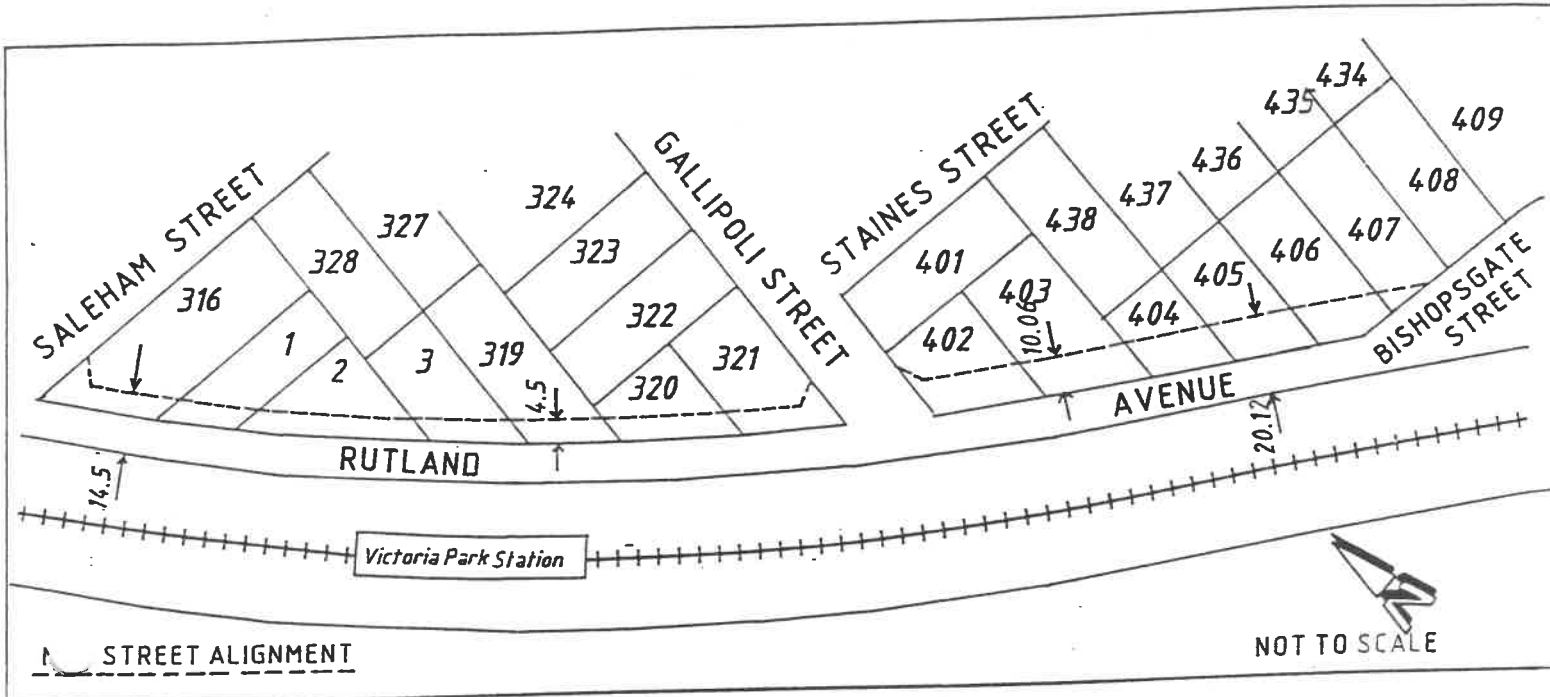 SALEHAM STREET
316
1
2
328
327
3
319
324
323
322
320
321
4.5
GALLIPOLI STREET
STAINES STREET
401
402
403
10.06
438
437
404
405
436
406
435
407
434
408
409
BISHOPSGATE
STREET
RUTLAND
AVENUE
14.5
20.12
Victoria Park Station
STREET ALIGNMENT
NOT TO SCALE
N